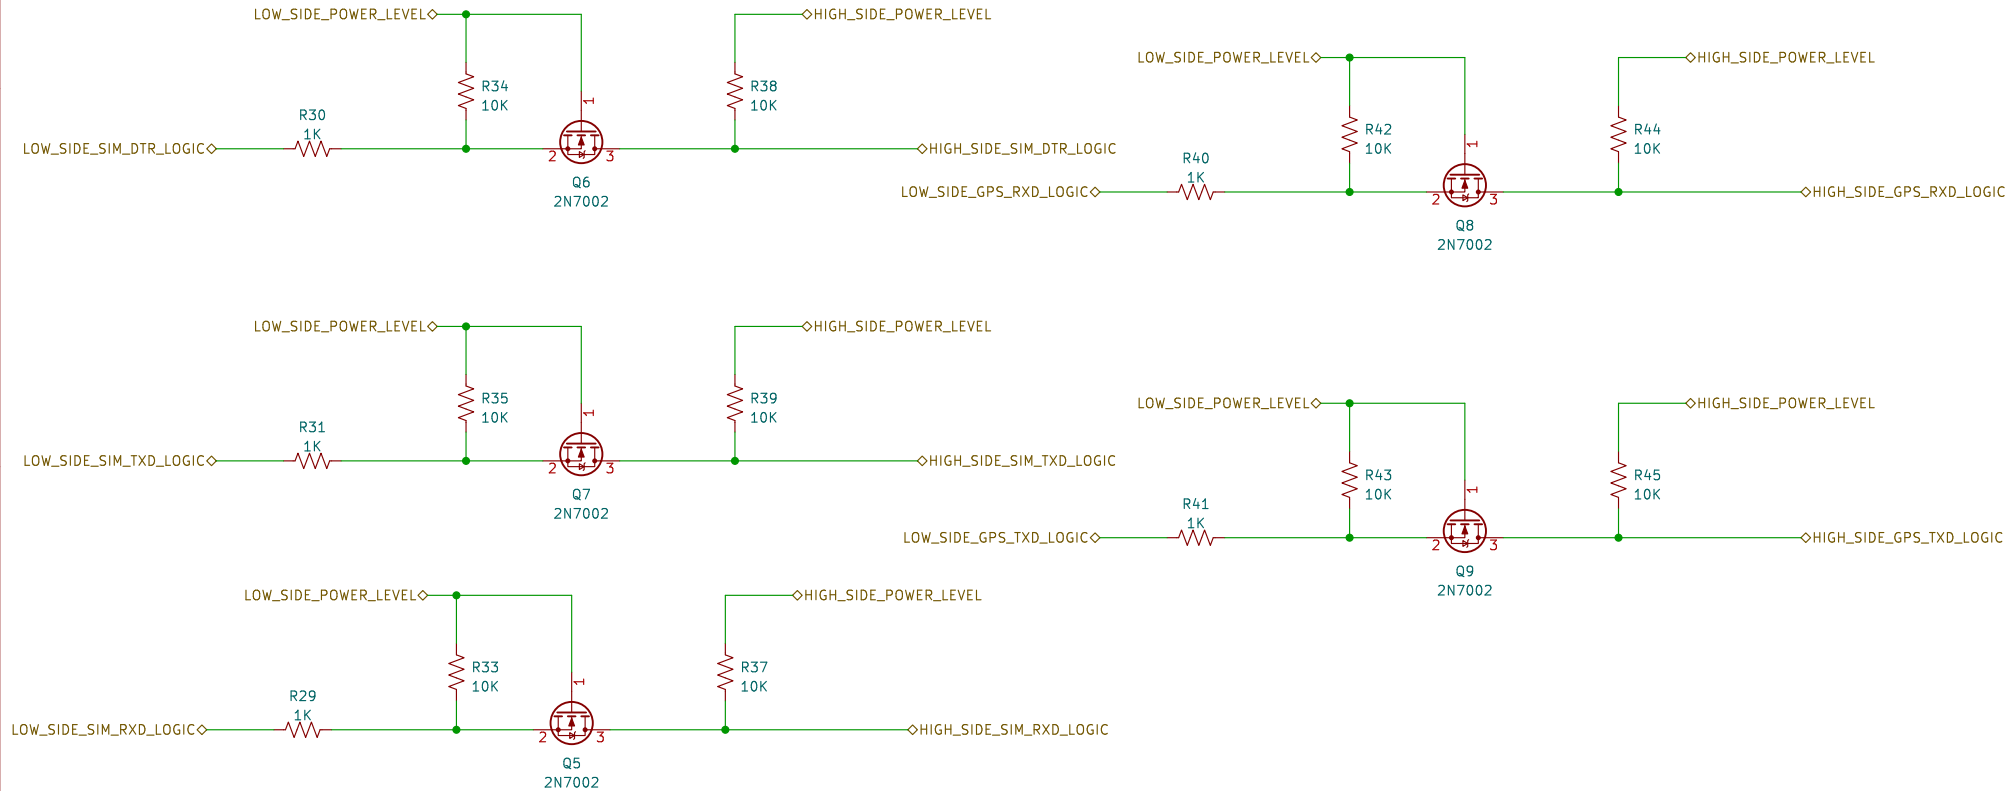 LOW_SIDE_POWER_LEVEL
HIGH_SIDE_POWER_LEVEL
R34
10K
R38
10K
R30
1K
1
LOW_SIDE_SIM_DTR_LOGIC
2
3
HIGH_SIDE_SIM_DTR_LOGIC
Q6
2N7002
LOW_SIDE_POWER_LEVEL
HIGH_SIDE_POWER_LEVEL
R42
10K
R44
10K
R40
1K
1
LOW_SIDE_GPS_RXD_LOGIC
2
3
HIGH_SIDE_GPS_RXD_LOGIC
Q8
2N7002
LOW_SIDE_POWER_LEVEL
HIGH_SIDE_POWER_LEVEL
R35
10K
R39
10K
R31
1K
1
LOW_SIDE_SIM_TXD_LOGIC
2
3
HIGH_SIDE_SIM_TXD_LOGIC
Q7
2N7002
LOW_SIDE_POWER_LEVEL
HIGH_SIDE_POWER_LEVEL
R43
10K
R45
10K
R41
1K
1
LOW_SIDE_GPS_TXD_LOGIC
2
3
HIGH_SIDE_GPS_TXD_LOGIC
Q9
2N7002
LOW_SIDE_POWER_LEVEL
HIGH_SIDE_POWER_LEVEL
R33
10K
R37
10K
R29
1K
1
LOW_SIDE_SIM_RXD_LOGIC
2
3
HIGH_SIDE_SIM_RXD_LOGIC
Q5
2N7002